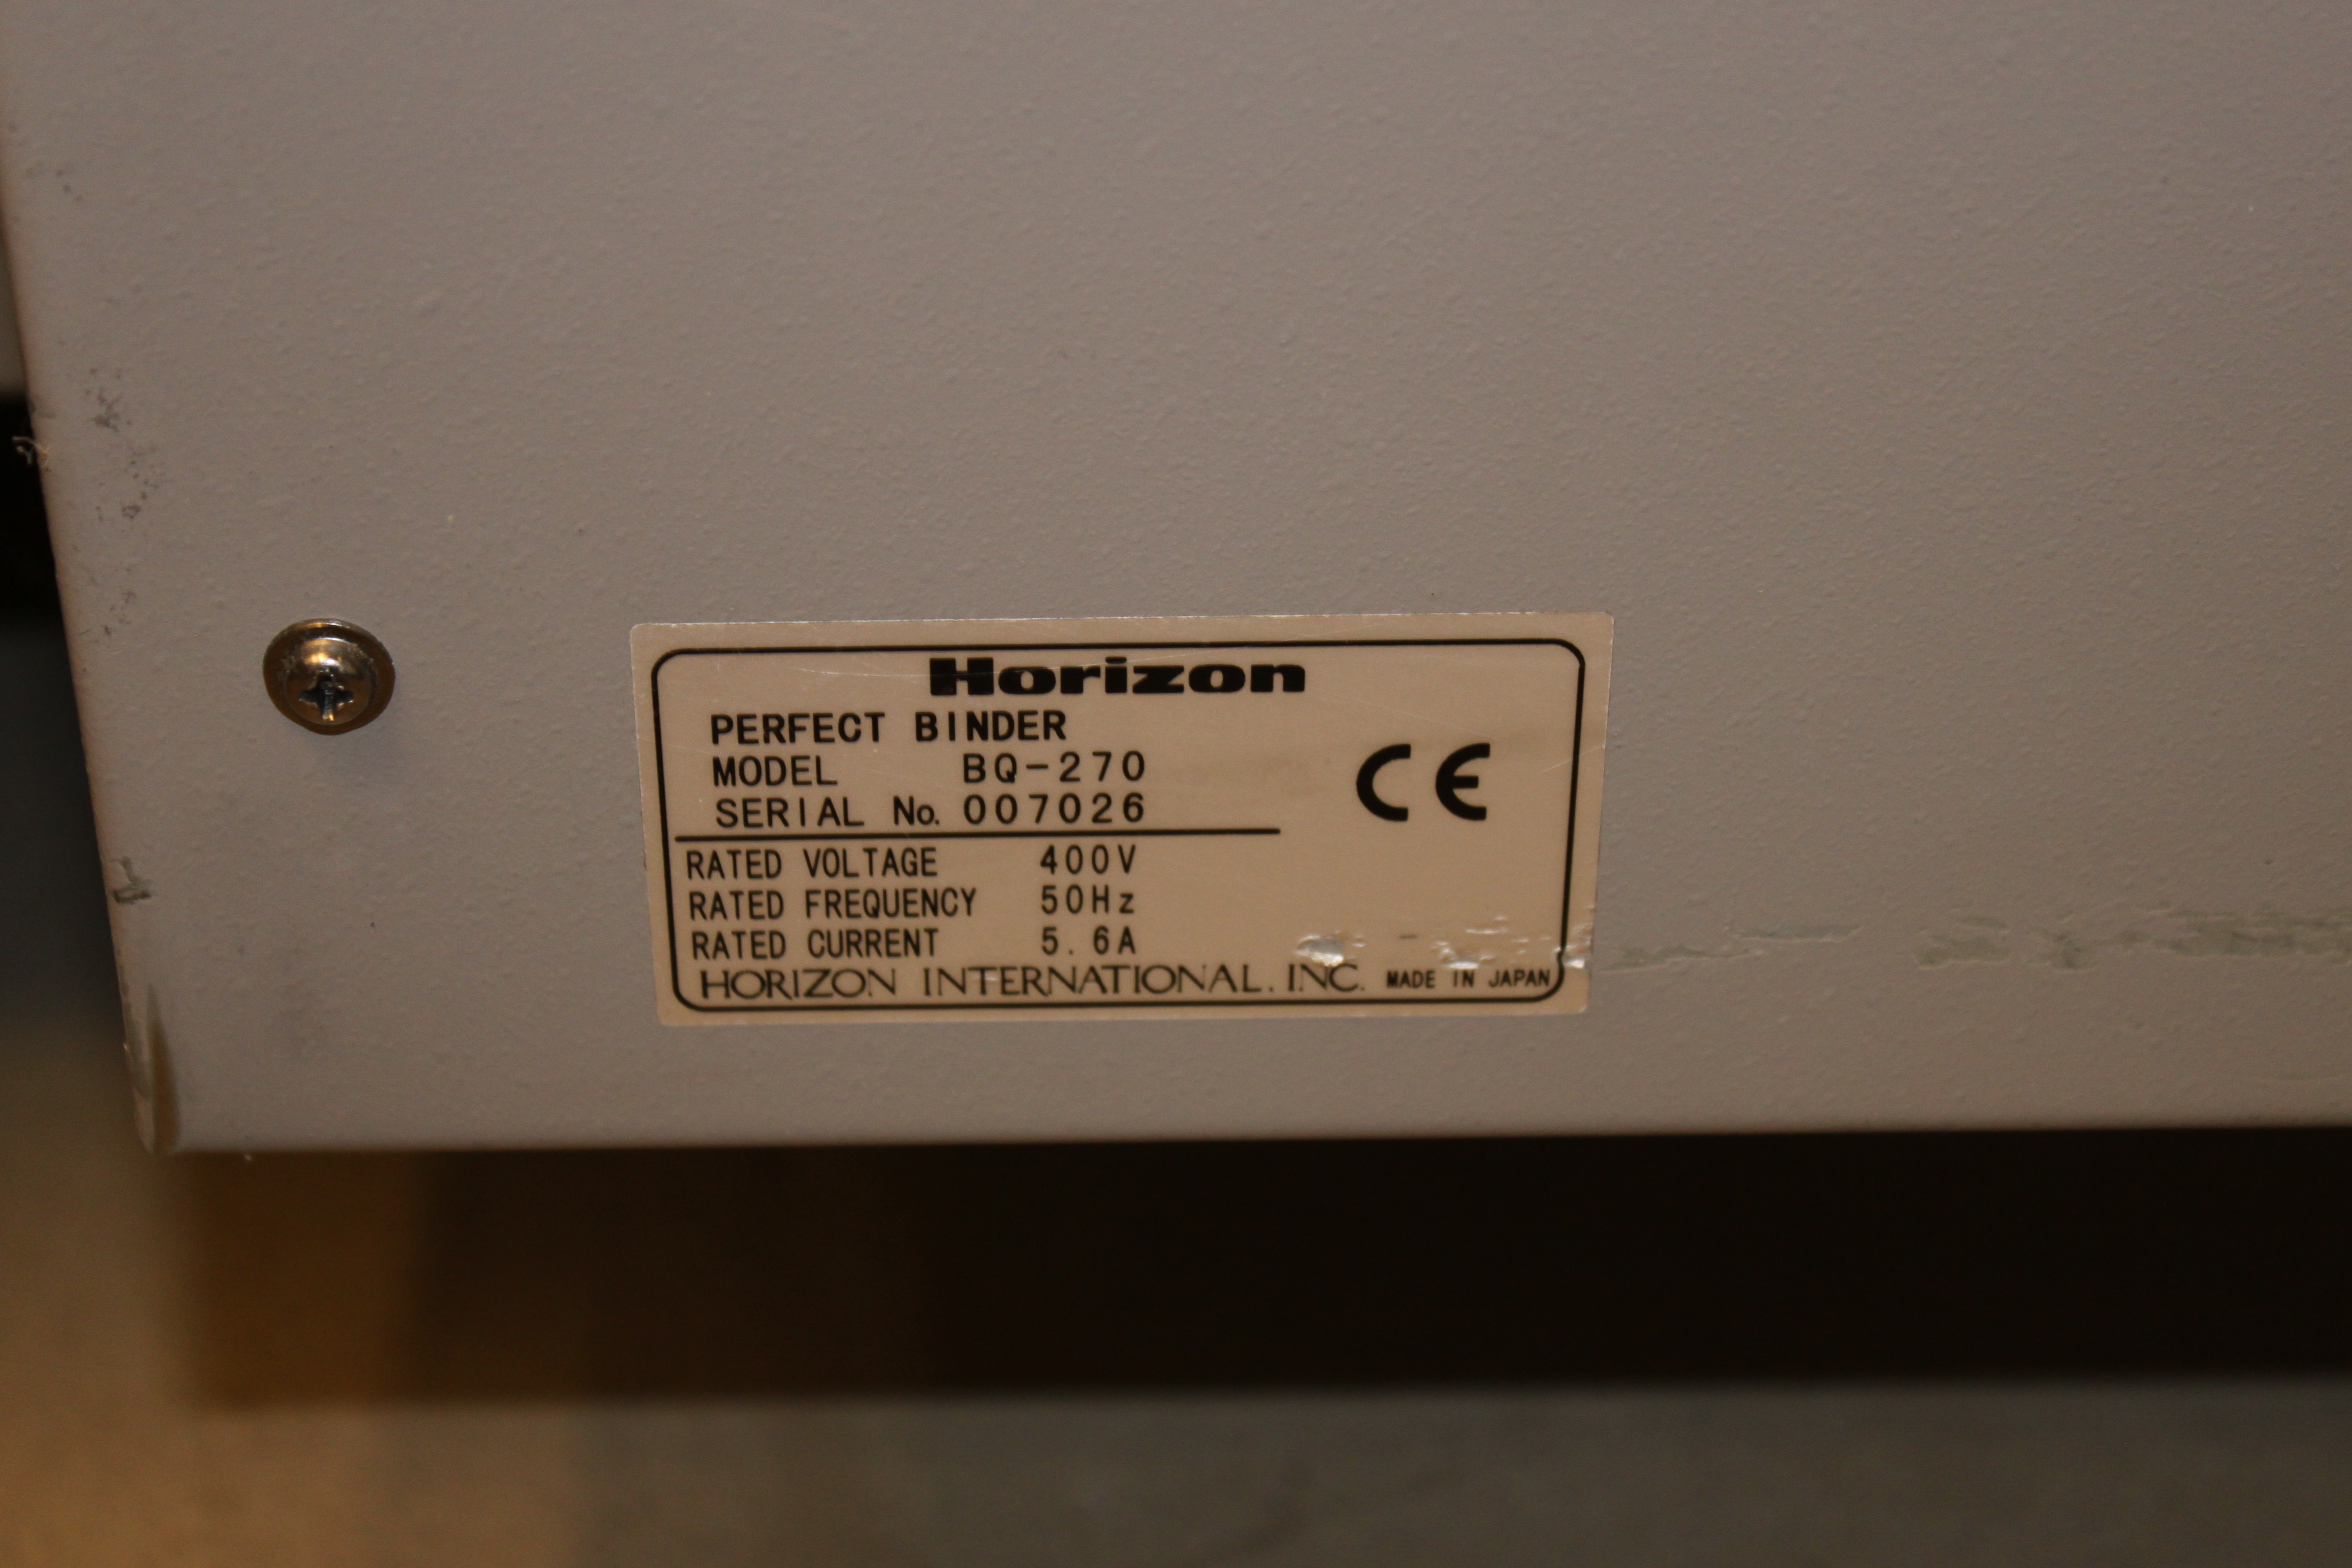 Horizon
PERFECT BINDER
MODEL BQ-270
SERIAL No. 007026
CE
RATED VOLTAGE 400V
RATED FREQUENCY 50Hz
RATED CURRENT 5.6A
HORIZON INTERNATIONAL. INC. MADE IN JAPAN